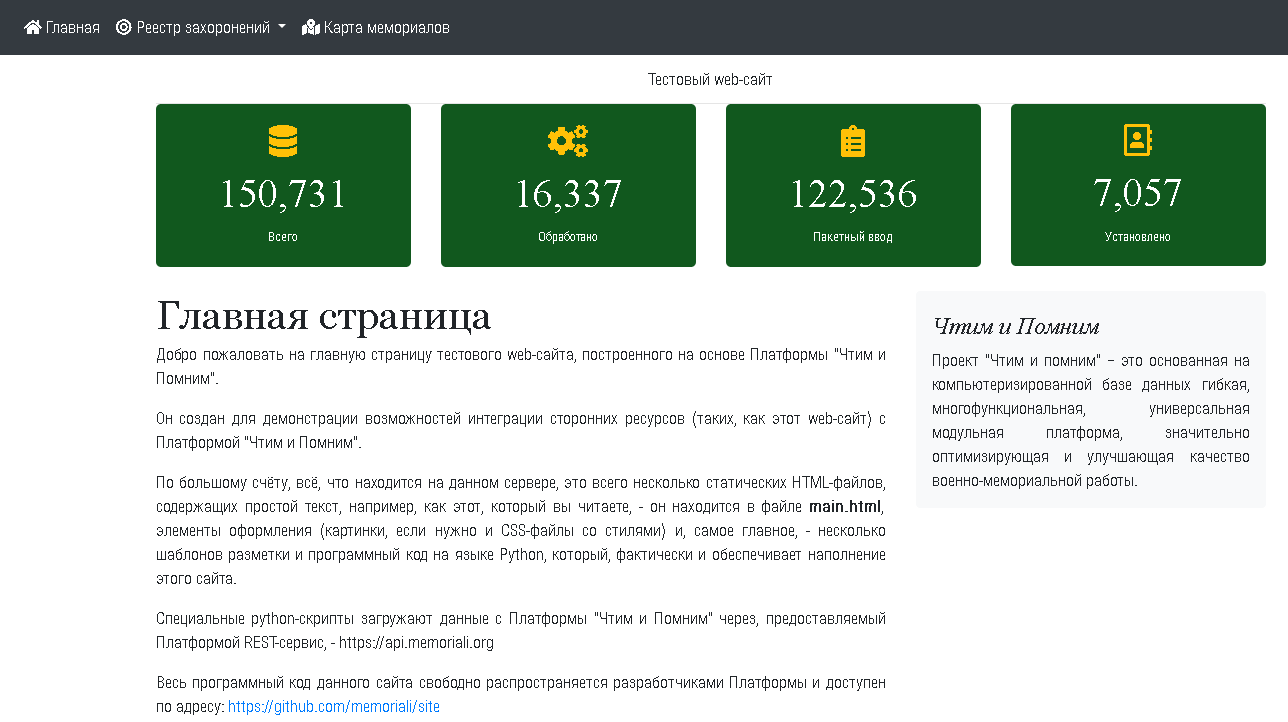 Главная Реестр захоронений Карта мемориалов
Тестовый web-сайт
150,731 16,337 122,536 7,057
Всего Обработано Пакетный ввод Установлено
Главная страница
Добро пожаловать на главную страницу тестового web-сайта, построенного на основе Платформы "Чтим и
Помним".
Он создан для демонстрации возможностей интеграции сторонних ресурсов (таких, как этот web-сайт) с
Платформой "Чтим и Помним".
По большому счёту, всё, что находится на данном сервере, это всего несколько статических HTML-файлов,
содержащих простой текст, например, как этот, который вы читаете, - он находится в файле main.html,
элементы оформления (картинки, если нужно и CSS-файлы со стилями) и, самое главное, - несколько
шаблонов разметки и программный код на языке Python, который, фактически и обеспечивает наполнение
этого сайта.
Специальные python-скрипты загружают данные с Платформы "Чтим и Помним" через, предоставляемый
Платформой REST-сервис, - https://api.memoriali.org
Весь программный код данного сайта свободно распространяется разработчиками Платформы и доступен
по адресу: https://github.com/memoriali/site
Чтим и Помним
Проект "Чтим и помним" – это основанная на
компьютеризированной базе данных гибкая,
многофункциональная, универсальная
модульная платформа, значительно
оптимизирующая и улучшающая качество
военно-мемориальной работы.